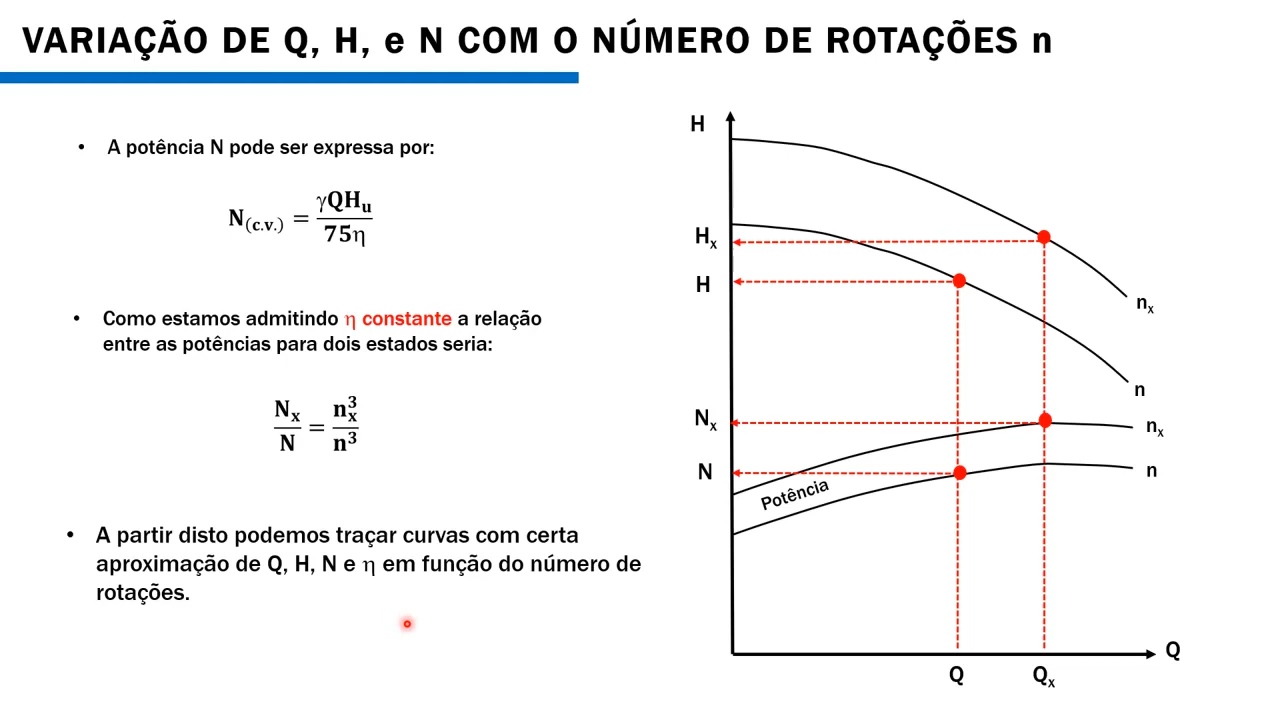 VARIAÇÃO DE Q, H, e N COM O NÚMERO DE ROTAÇÕES n
• A potência N pode ser expressa por:
N(c.v.) = γQHu / 75η
• Como estamos admitindo η constante a relação
entre as potências para dois estados seria:
Nx / N = nx³ / n³
• A partir disto podemos traçar curvas com certa
aproximação de Q, H, N e η em função do número de
rotações.
H
Hx
H
nx
n
Nx
nx
N
n
Potência
Q
Q
Qx